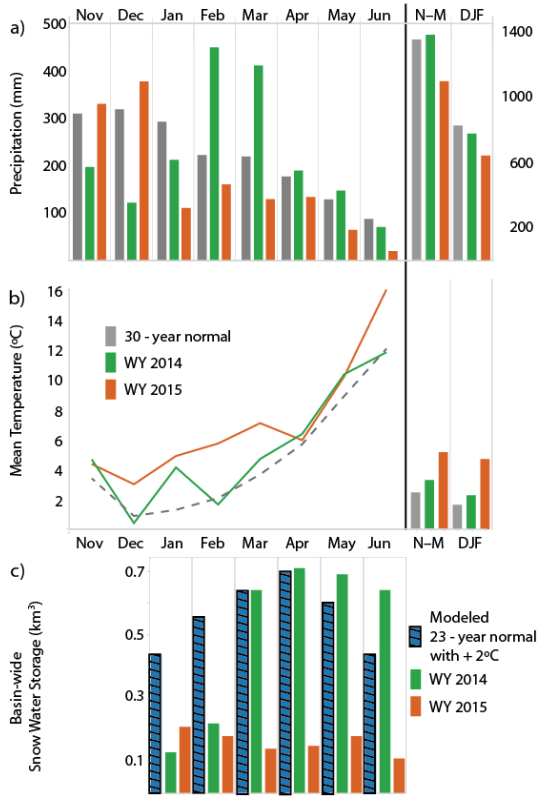 a)
Nov Dec Jan Feb Mar Apr May Jun N–M DJF
500
400
300
200
100
Precipitation (mm)
1400
1000
600
200
b)
16
14
12
10
8
6
4
2
Mean Temperature (ºC)
30 - year normal
WY 2014
WY 2015
Nov Dec Jan Feb Mar Apr May Jun N–M DJF
c)
0.7
0.5
0.3
0.1
Basin-wide
Snow Water Storage (km³)
Modeled
23 - year normal
with + 2ºC
WY 2014
WY 2015